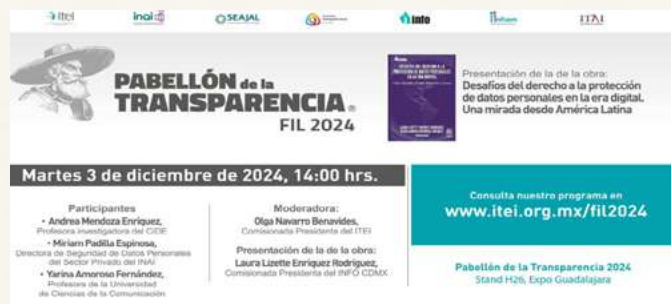 itei
inai
SEAJAL
info
infoem
ITAI
PABELLÓN de la
TRANSPARENCIA®
FIL 2024
Presentación de la de la obra:
Desafíos del derecho a la protección
de datos personales en la era digital.
Una mirada desde América Latina
Martes 3 de diciembre de 2024, 14:00 hrs.
Participantes
• Andrea Mendoza Enríquez,
Profesora investigadora del CIDE
• Miriam Padilla Espinosa,
Directora de Seguridad de Datos Personales
del Sector Privado del INAI
• Yarina Amoroso Fernández,
Profesora de la Universidad
de Ciencias de la Comunicación
Moderadora:
Olga Navarro Benavides,
Comisionada Presidente del ITEI
Presentación de la de la obra:
Laura Lizette Enríquez Rodríguez,
Comisionada Presidenta del INFO CDMX
Consulta nuestro programa en
www.itei.org.mx/fil2024
Pabellón de la Transparencia 2024
Stand H26, Expo Guadalajara